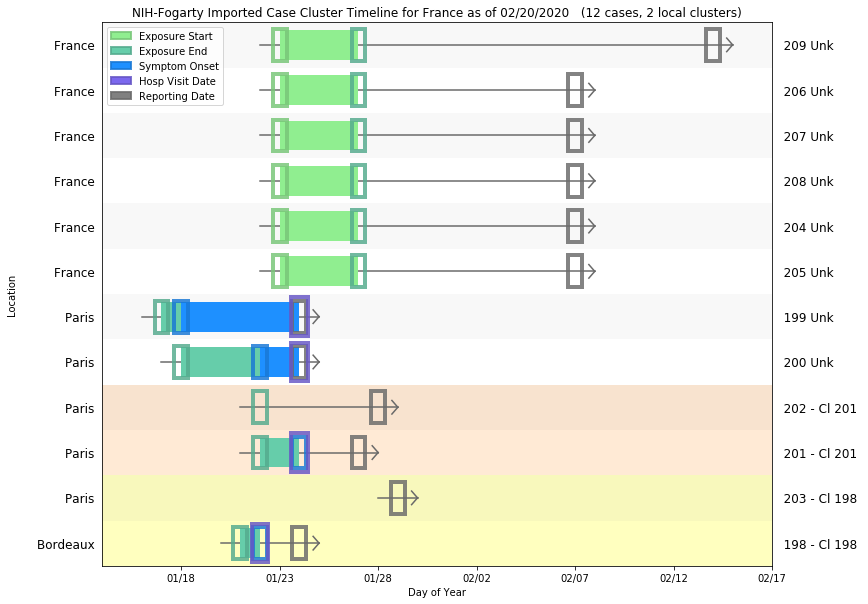 NIH-Fogarty Imported Case Cluster Timeline for France as of 02/20/2020 (12 cases, 2 local clusters)
Exposure Start
Exposure End
Symptom Onset
Hosp Visit Date
Reporting Date
France 209 Unk
France 206 Unk
France 207 Unk
France 208 Unk
France 204 Unk
France 205 Unk
Paris 199 Unk
Paris 200 Unk
Paris 202 - Cl 201
Paris 201 - Cl 201
Paris 203 - Cl 198
Bordeaux 198 - Cl 198
Location
01/18 01/23 01/28 02/02 02/07 02/12 02/17
Day of Year